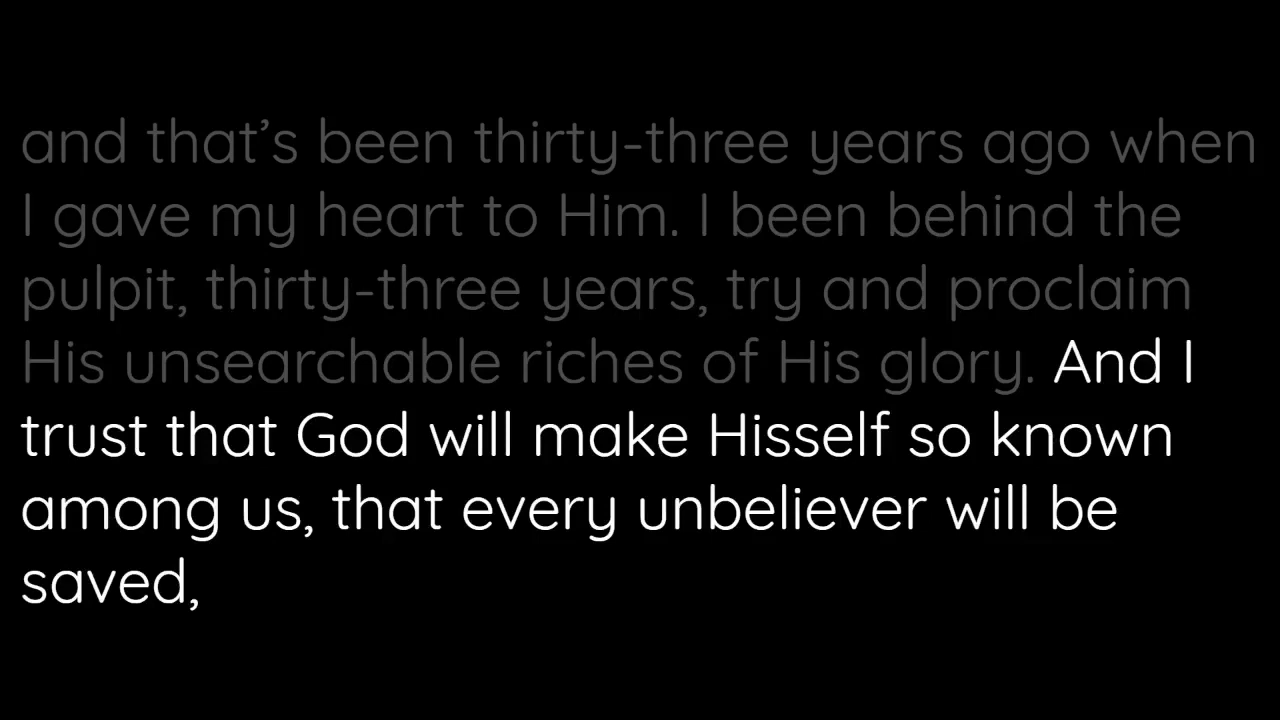 and that’s been thirty-three years ago when
I gave my heart to Him. I been behind the
pulpit, thirty-three years, try and proclaim
His unsearchable riches of His glory. And I
trust that God will make Hisself so known
among us, that every unbeliever will be
saved,